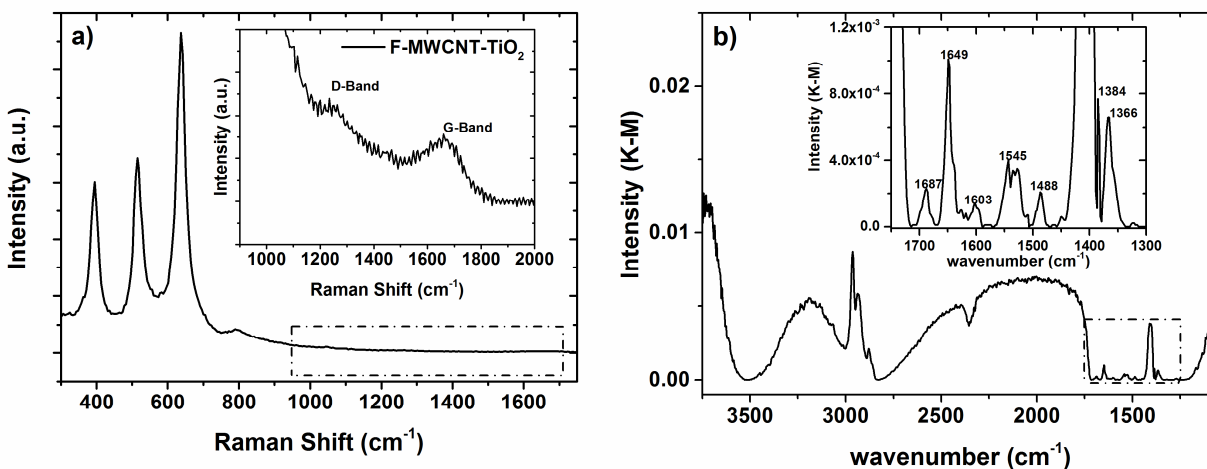 a)
F-MWCNT-TiO₂
D-Band
G-Band
Intensity (a.u.)
1000 1200 1400 1600 1800 2000
Raman Shift (cm⁻¹)
Intensity (a.u.)
400 600 800 1000 1200 1400 1600
Raman Shift (cm⁻¹)
b)
1.2x10⁻³
8.0x10⁻⁴
4.0x10⁻⁴
0.0
Intensity (K-M)
1649
1384
1366
1545
1687
1488
1603
1700 1600 1500 1400 1300
wavenumber (cm⁻¹)
0.02
0.01
0.00
Intensity (K-M)
3500 3000 2500 2000 1500
wavenumber (cm⁻¹)